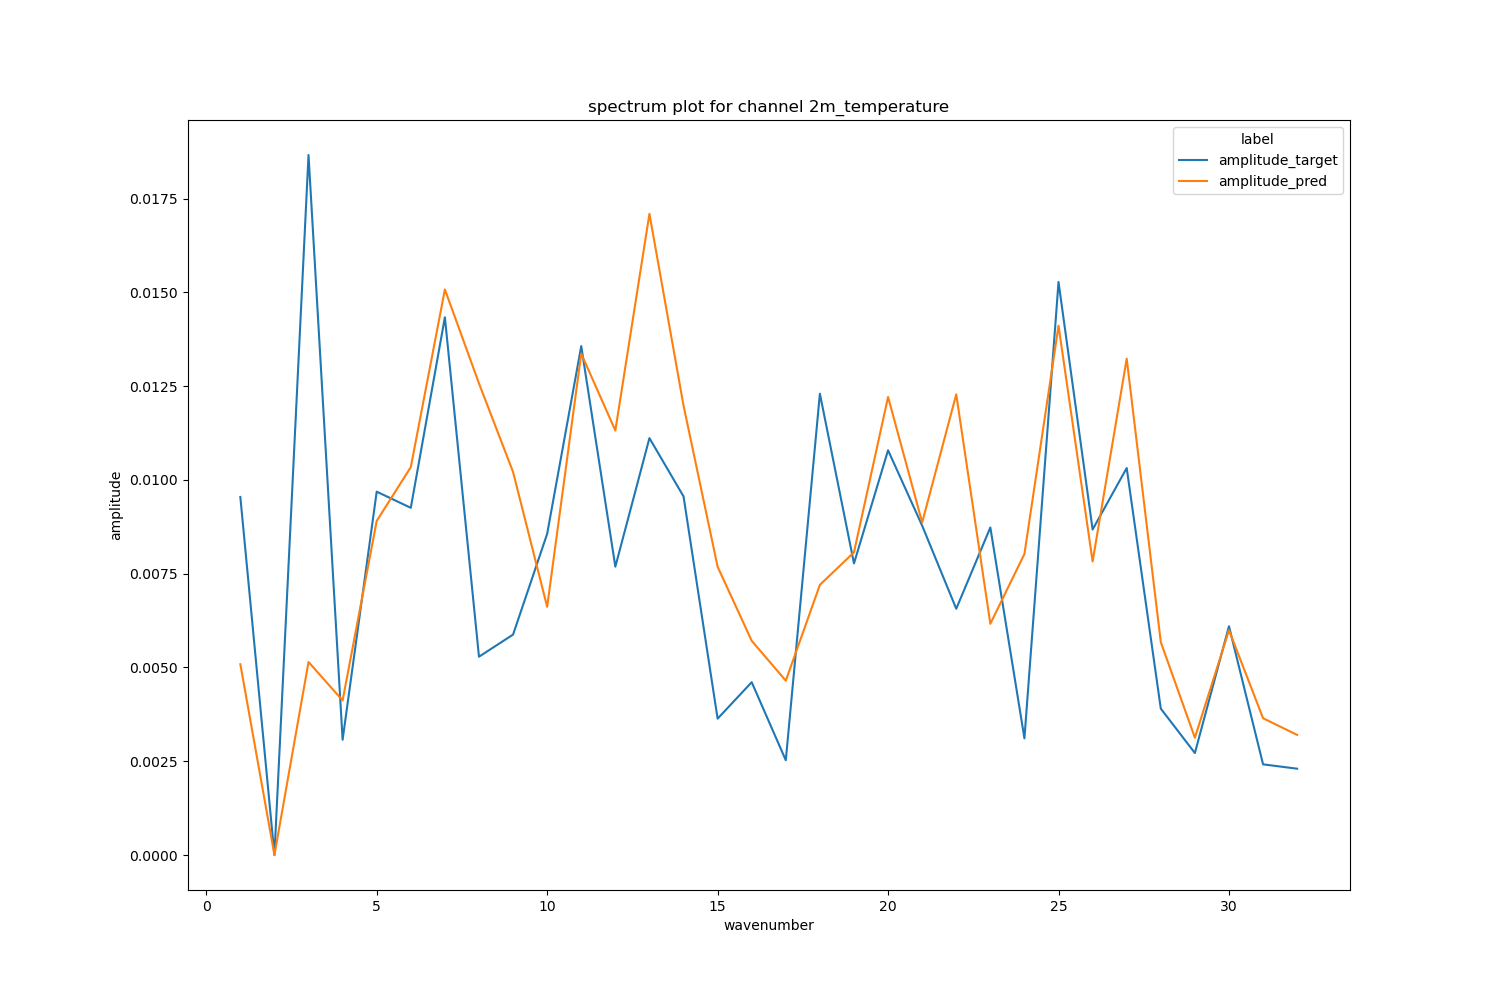 spectrum plot for channel 2m_temperature
label
amplitude_target
amplitude_pred
0.0175
0.0150
0.0125
0.0100
0.0075
0.0050
0.0025
0.0000
amplitude
0 5 10 15 20 25 30
wavenumber